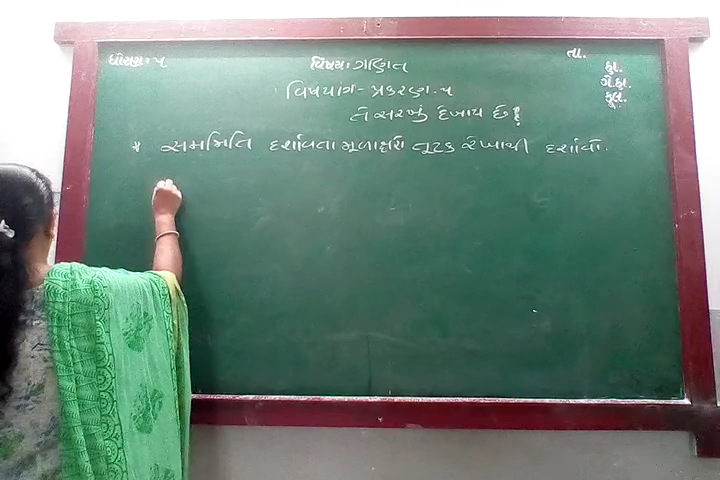 ધોરણ: ૫
વિષય: ગણિત
તા.
હા.
ગે.હા.
કુલ.
વિષયાંગ - પ્રકરણ. ૫
તે સરખું દેખાય છે!
* સમમિતિ દર્શાવતા મૂળાક્ષરો તૂટક રેખાથી દર્શાવો.